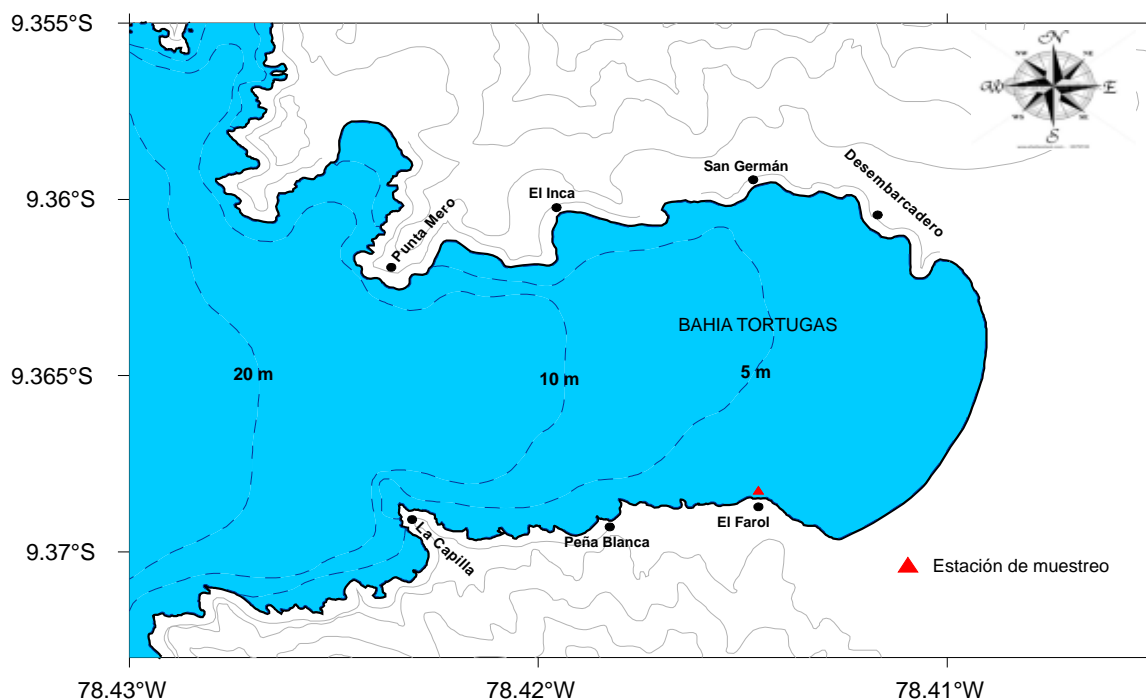 9.355°S
9.36°S
9.365°S
9.37°S
78.43°W
78.42°W
78.41°W
N
NE
E
S
San Germán
Desembarcadero
El Inca
Punta Mero
BAHIA TORTUGAS
20 m
10 m
5 m
El Farol
Peña Blanca
La Capilla
Estación de muestreo